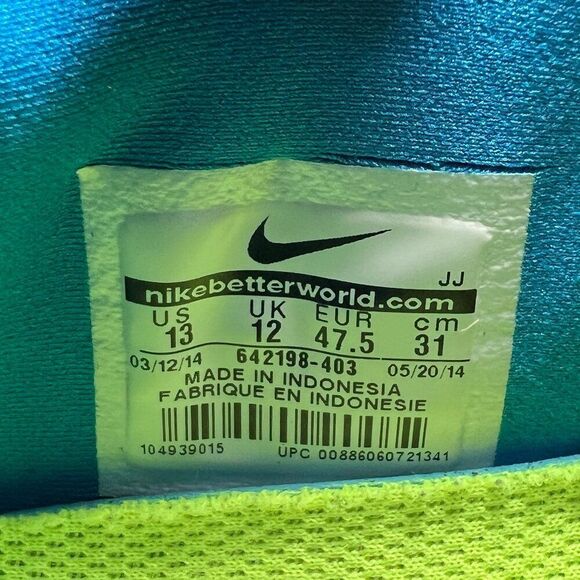 JJ
nikebetterworld.com
US UK EUR cm
13 12 47.5 31
03/12/14 642198-403 05/20/14
MADE IN INDONESIA
FABRIQUE EN INDONESIE
104939015 UPC 00886060721341